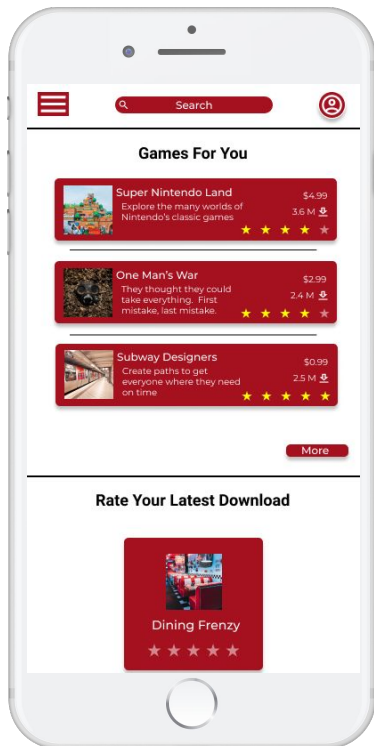 Search
Games For You
Super Nintendo Land
$4.99
Explore the many worlds of
3.6 M
Nintendo's classic games
One Man's War
$2.99
They thought they could
2.4 M
take everything. First
mistake, last mistake.
Subway Designers
$0.99
Create paths to get
2.5 M
everyone where they need
on time
More
Rate Your Latest Download
Dining Frenzy